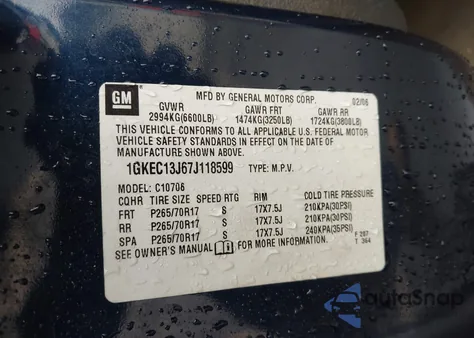 GM
MFD BY GENERAL MOTORS CORP. 02/06
GVWR GAWR FRT GAWR RR
2994KG(6600LB) 1474KG(3250LB) 1724KG(3800LB)
THIS VEHICLE CONFORMS TO ALL APPLICABLE U.S. FEDERAL MOTOR
VEHICLE SAFETY STANDARDS IN EFFECT ON THE DATE OF
MANUFACTURE SHOWN ABOVE.
1GKEC13J67J118599 TYPE: M.P.V.
MODEL: C10706
TIRE SIZE SPEED RTG RIM COLD TIRE PRESSURE
FRT P265/70R17 S 17X7.5J 210KPA(30PSI)
RR P265/70R17 S 17X7.5J 210KPA(30PSI)
SPA P265/70R17 S 17X7.5J 240KPA(35PSI)
SEE OWNER'S MANUAL FOR MORE INFORMATION.
F 287
T 364
autoSnap